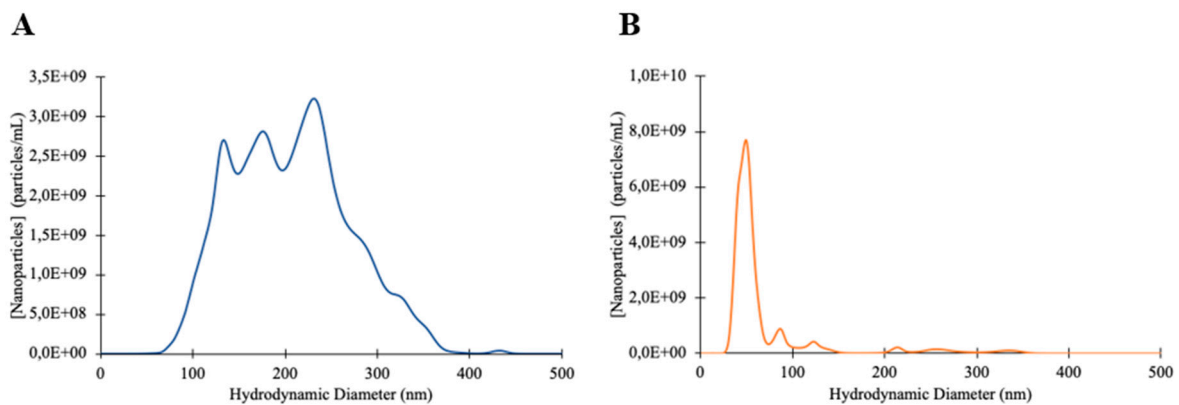 A
[Nanoparticles] (particles/mL)
3,5E+09
3,0E+09
2,5E+09
2,0E+09
1,5E+09
1,0E+09
5,0E+08
0,0E+00
0 100 200 300 400 500
Hydrodynamic Diameter (nm)
B
[Nanoparticles] (particles/mL)
1,0E+10
8,0E+09
6,0E+09
4,0E+09
2,0E+09
0,0E+00
0 100 200 300 400 500
Hydrodynamic Diameter (nm)